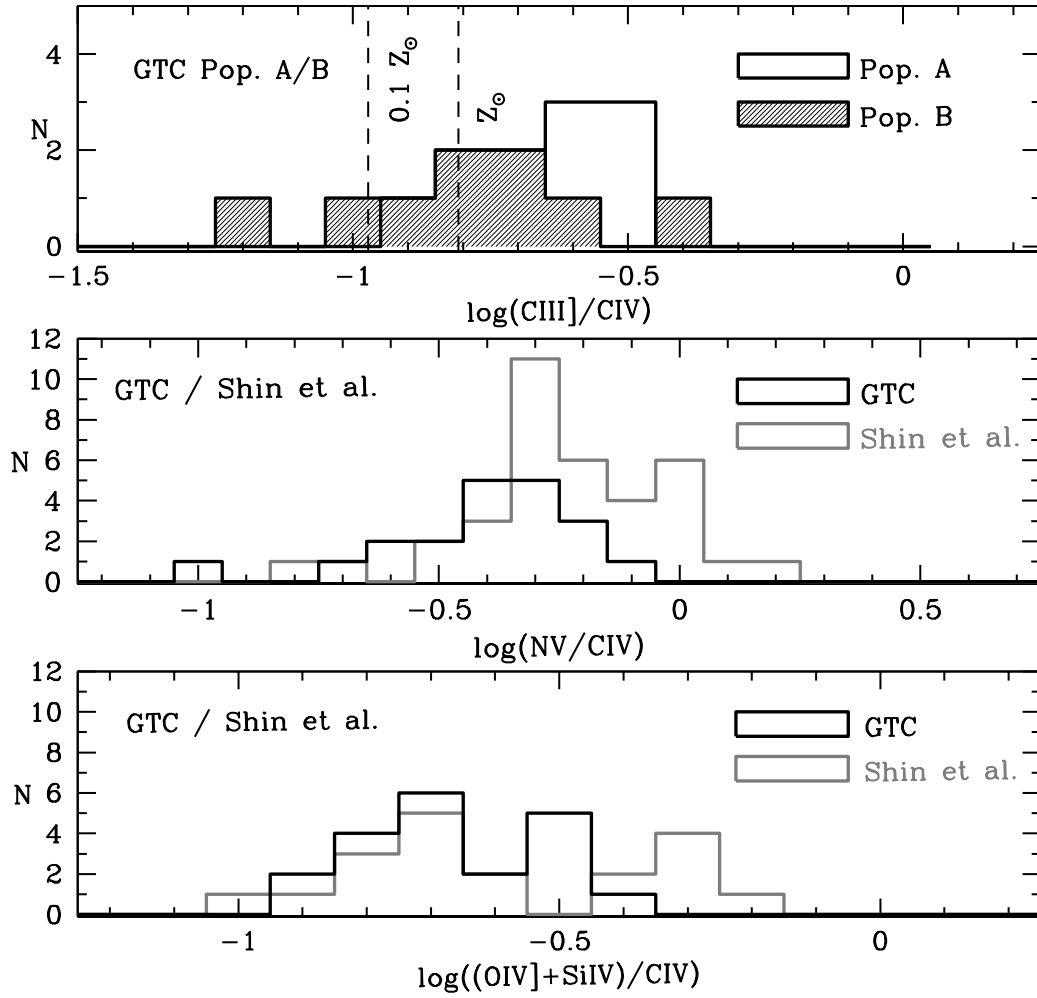 GTC Pop. A/B
0.1 Z⊙
Z⊙
Pop. A
Pop. B
N
4
2
0
−1.5 −1 −0.5 0
log(CIII]/CIV)
GTC / Shin et al.
GTC
Shin et al.
N
12
10
8
6
4
2
0
−1 −0.5 0 0.5
log(NV/CIV)
GTC / Shin et al.
GTC
Shin et al.
N
12
10
8
6
4
2
0
−1 −0.5 0
log((OIV]+SiIV)/CIV)